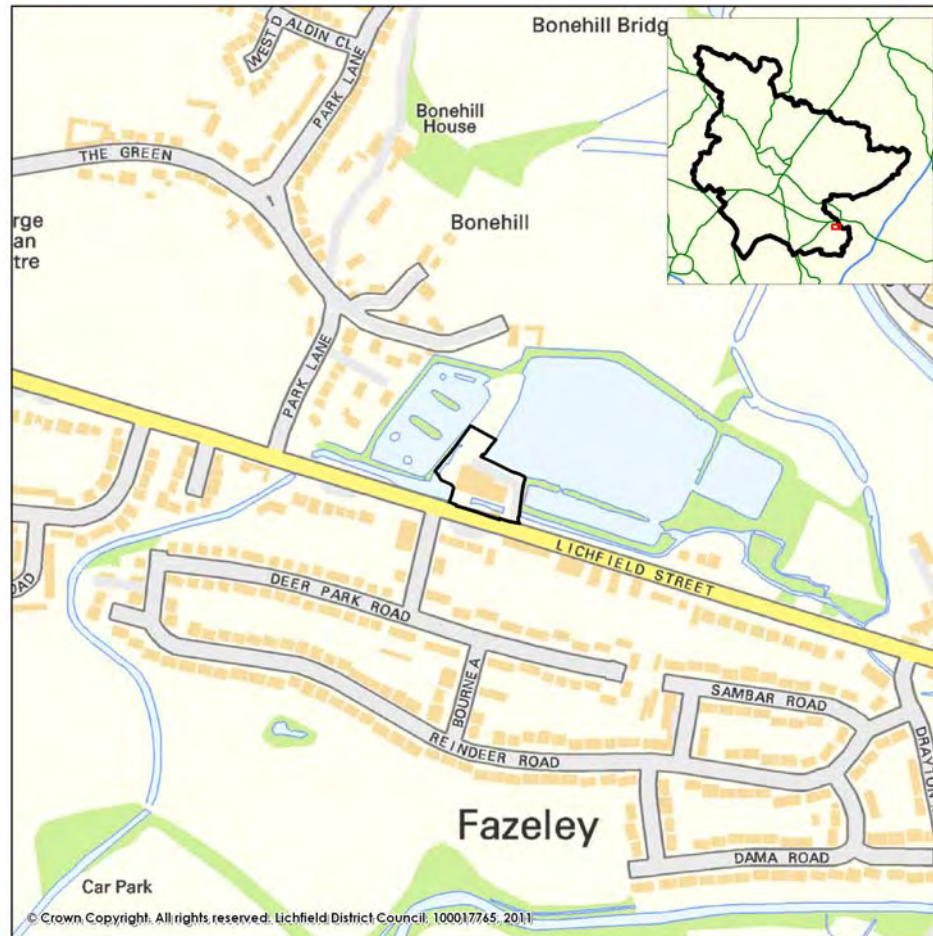 Bonehill Bridg
WEST D
ALDIN CL
PARK LANE
Bonehill
House
THE GREEN
Bonehill
rge
an
tre
PARK LANE
LICHFIELD STREET
OAD
DEER PARK ROAD
BOURNE A
SAMBAR ROAD
REINDEER ROAD
DRAYTON
Fazeley
DAMA ROAD
Car Park
© Crown Copyright. All rights reserved. Lichfield District Council, 100017765, 2011